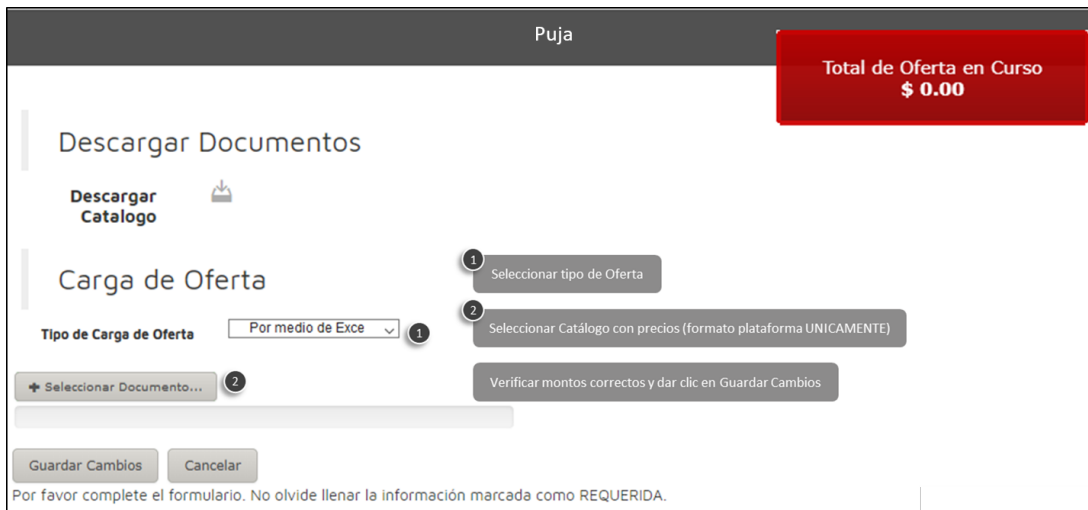 Puja
Total de Oferta en Curso
$ 0.00
Descargar Documentos
Descargar
Catalogo
Carga de Oferta
Tipo de Carga de Oferta
Por medio de Exce
1
+ Seleccionar Documento...
2
1
Seleccionar tipo de Oferta
2
Seleccionar Catálogo con precios (formato plataforma UNICAMENTE)
Verificar montos correctos y dar clic en Guardar Cambios
Guardar Cambios
Cancelar
Por favor complete el formulario. No olvide llenar la información marcada como REQUERIDA.